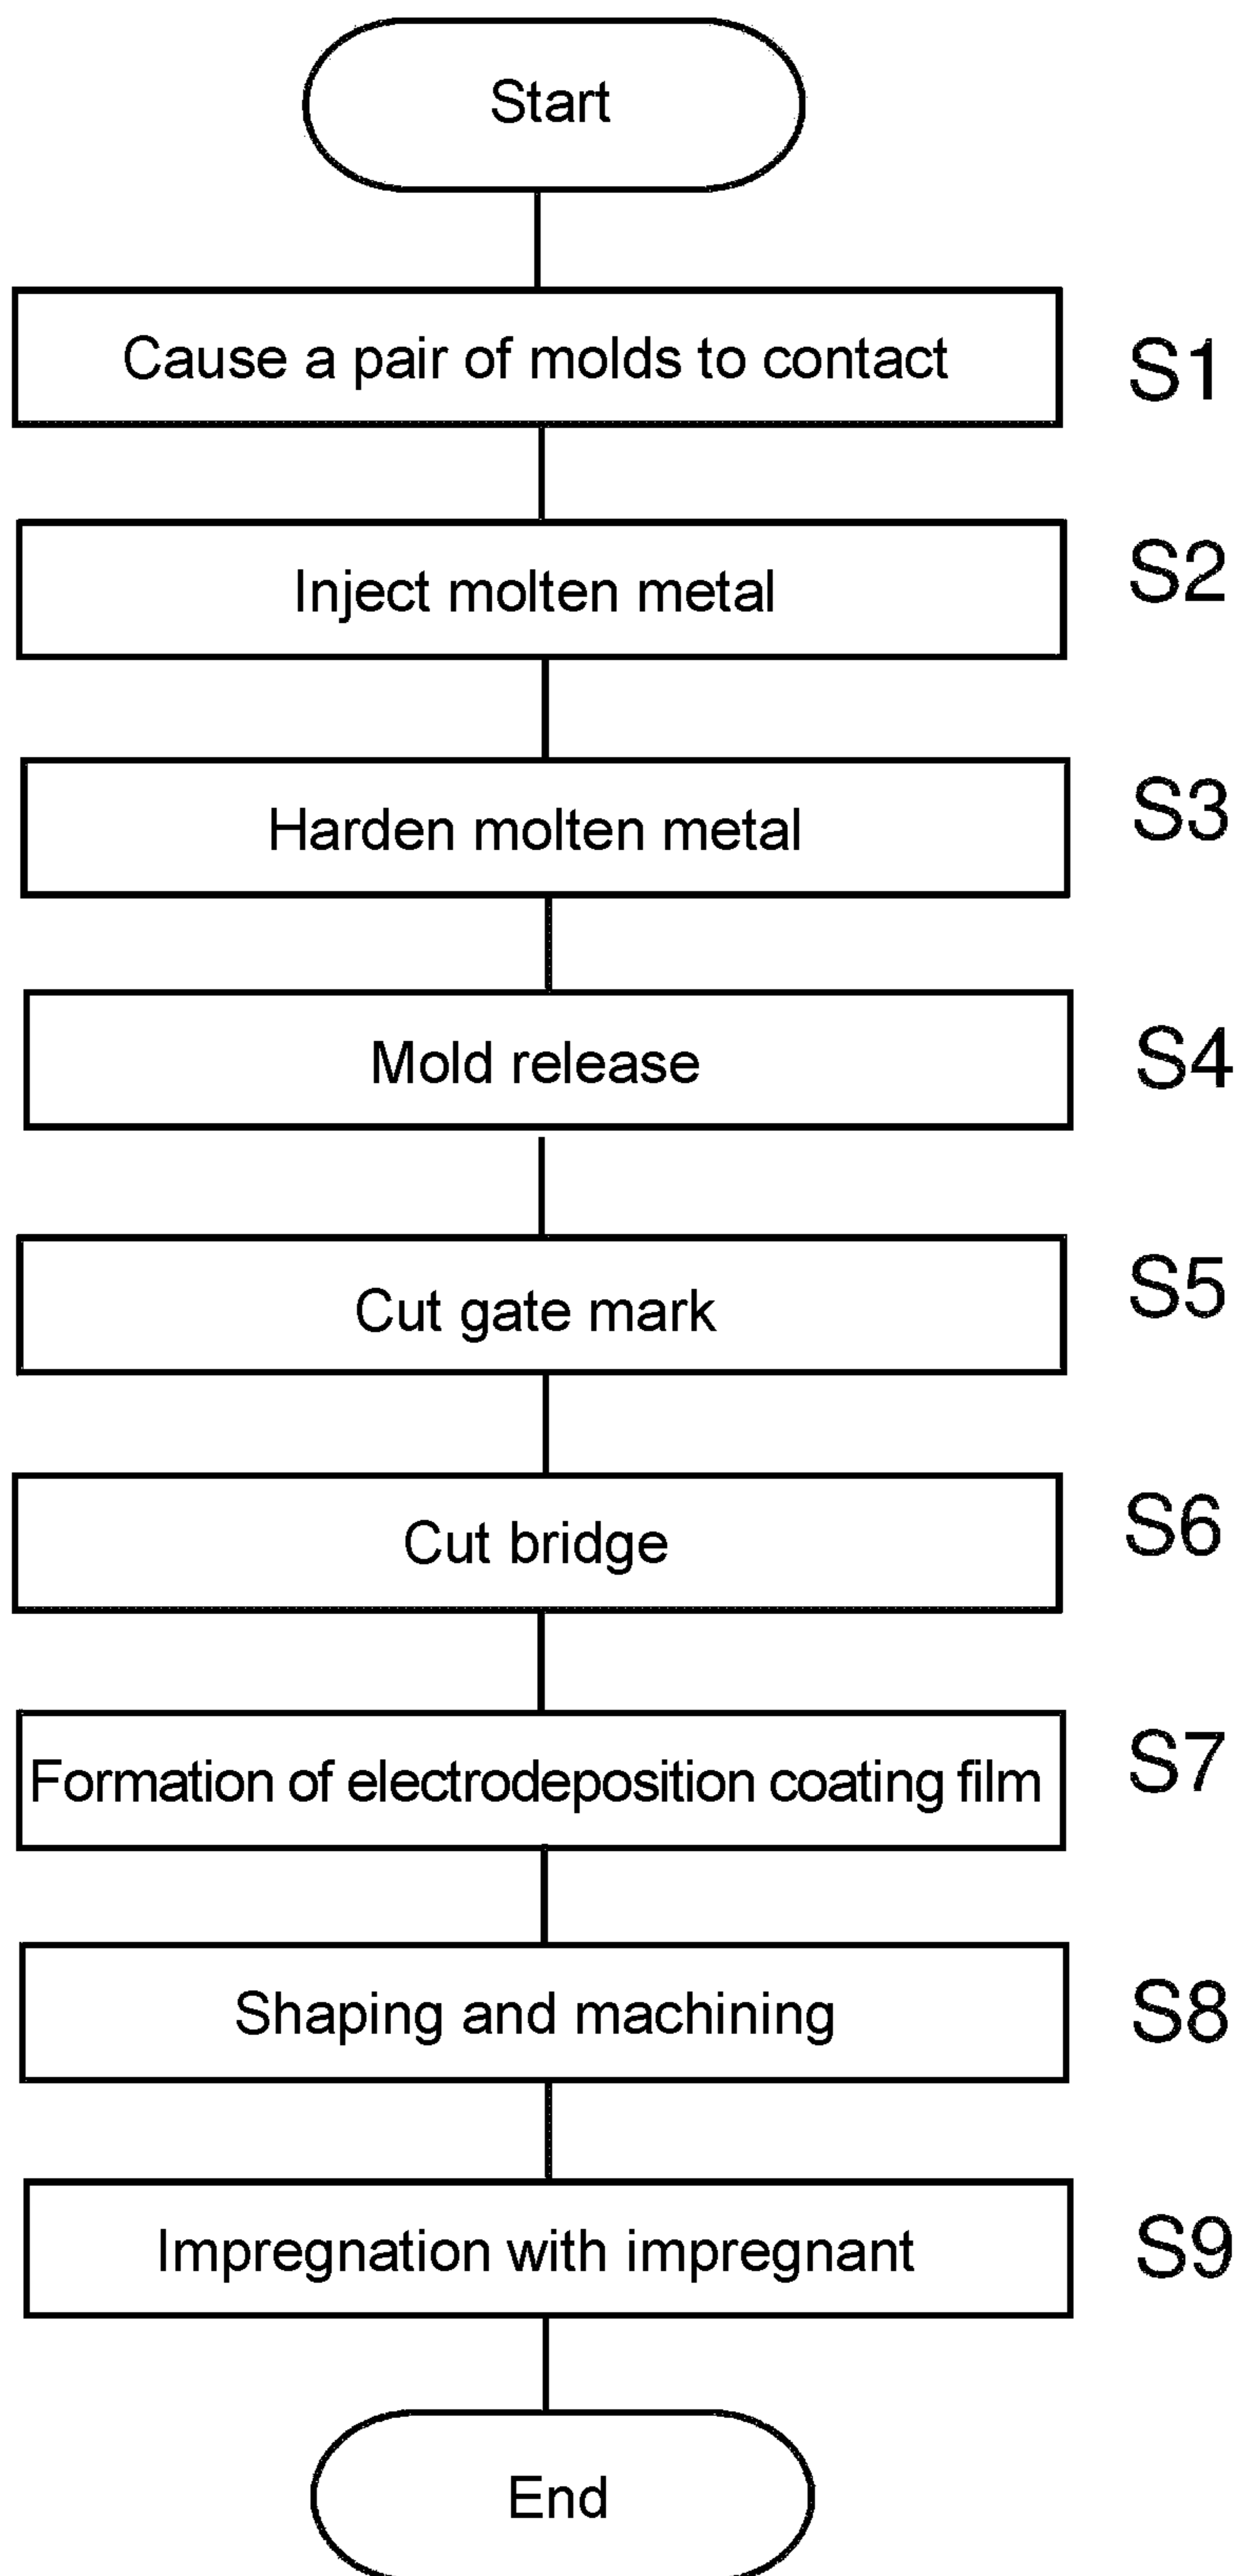 Start
Cause a pair of molds to contact S1
Inject molten metal S2
Harden molten metal S3
Mold release S4
Cut gate mark S5
Cut bridge S6
Formation of electrodeposition coating film S7
Shaping and machining S8
Impregnation with impregnant S9
End